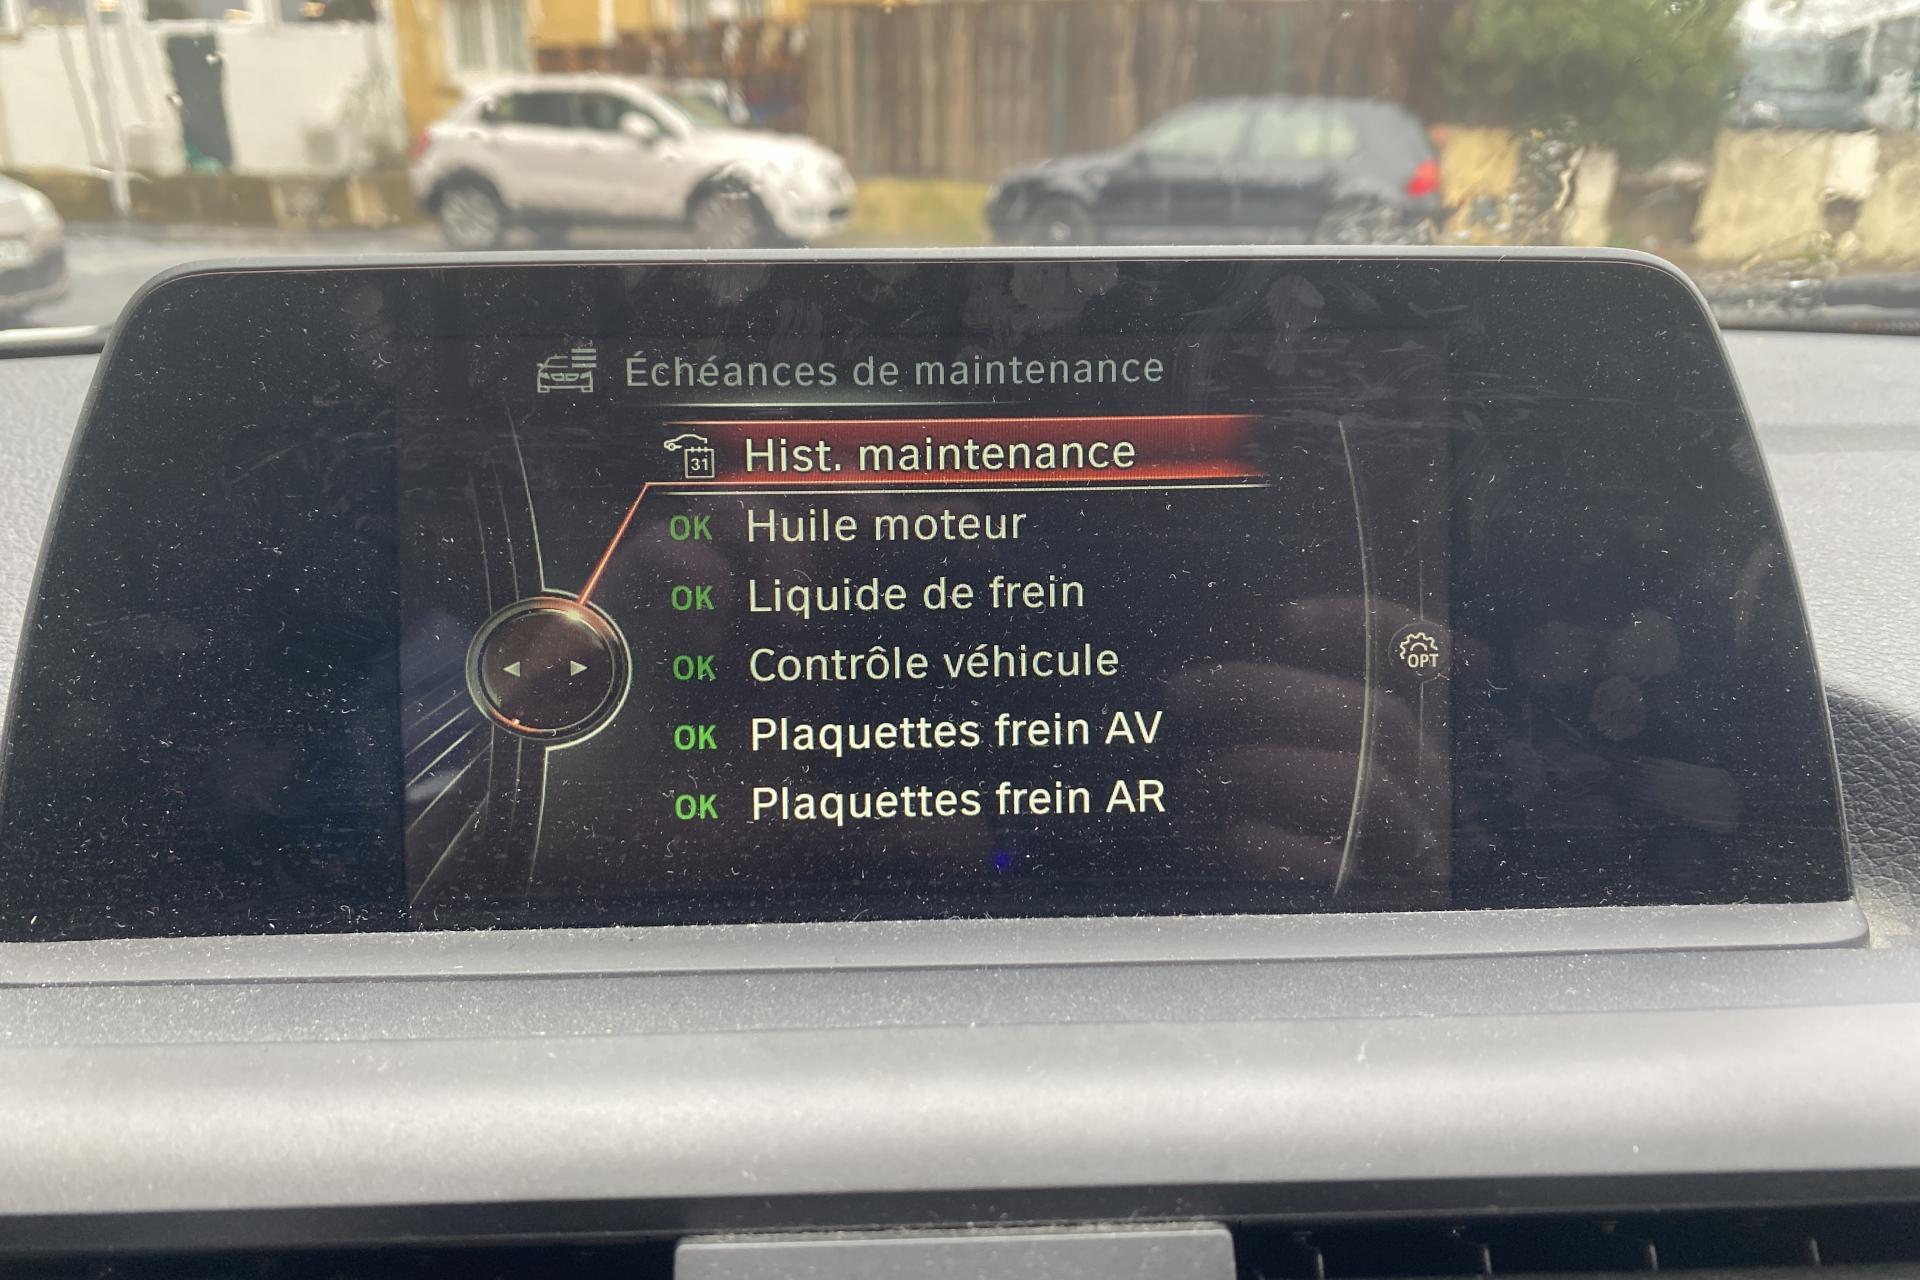 Échéances de maintenance
31 Hist. maintenance
OK Huile moteur
OK Liquide de frein
OK Contrôle véhicule
OPT
OK Plaquettes frein AV
OK Plaquettes frein AR